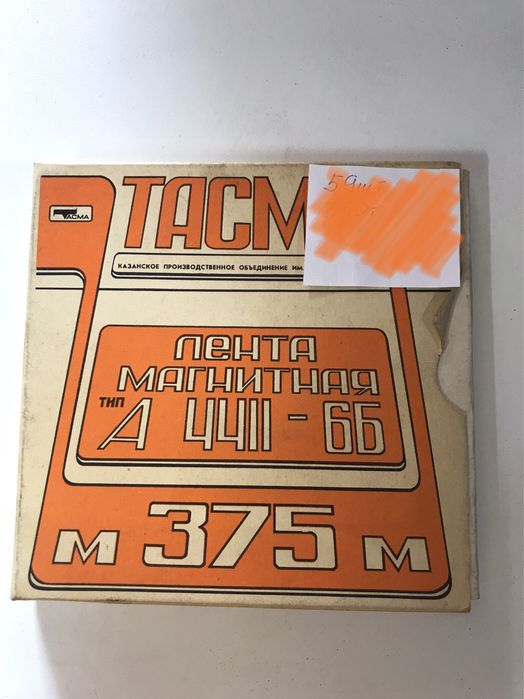 ТАСМА
ТАСМ
КАЗАНСКОЕ ПРОИЗВОДСТВЕННОЕ ОБЪЕДИНЕНИЕ ИМ.
ЛЕНТА
МАГНИТНАЯ
ТИП А 4411-6Б
м 375 м